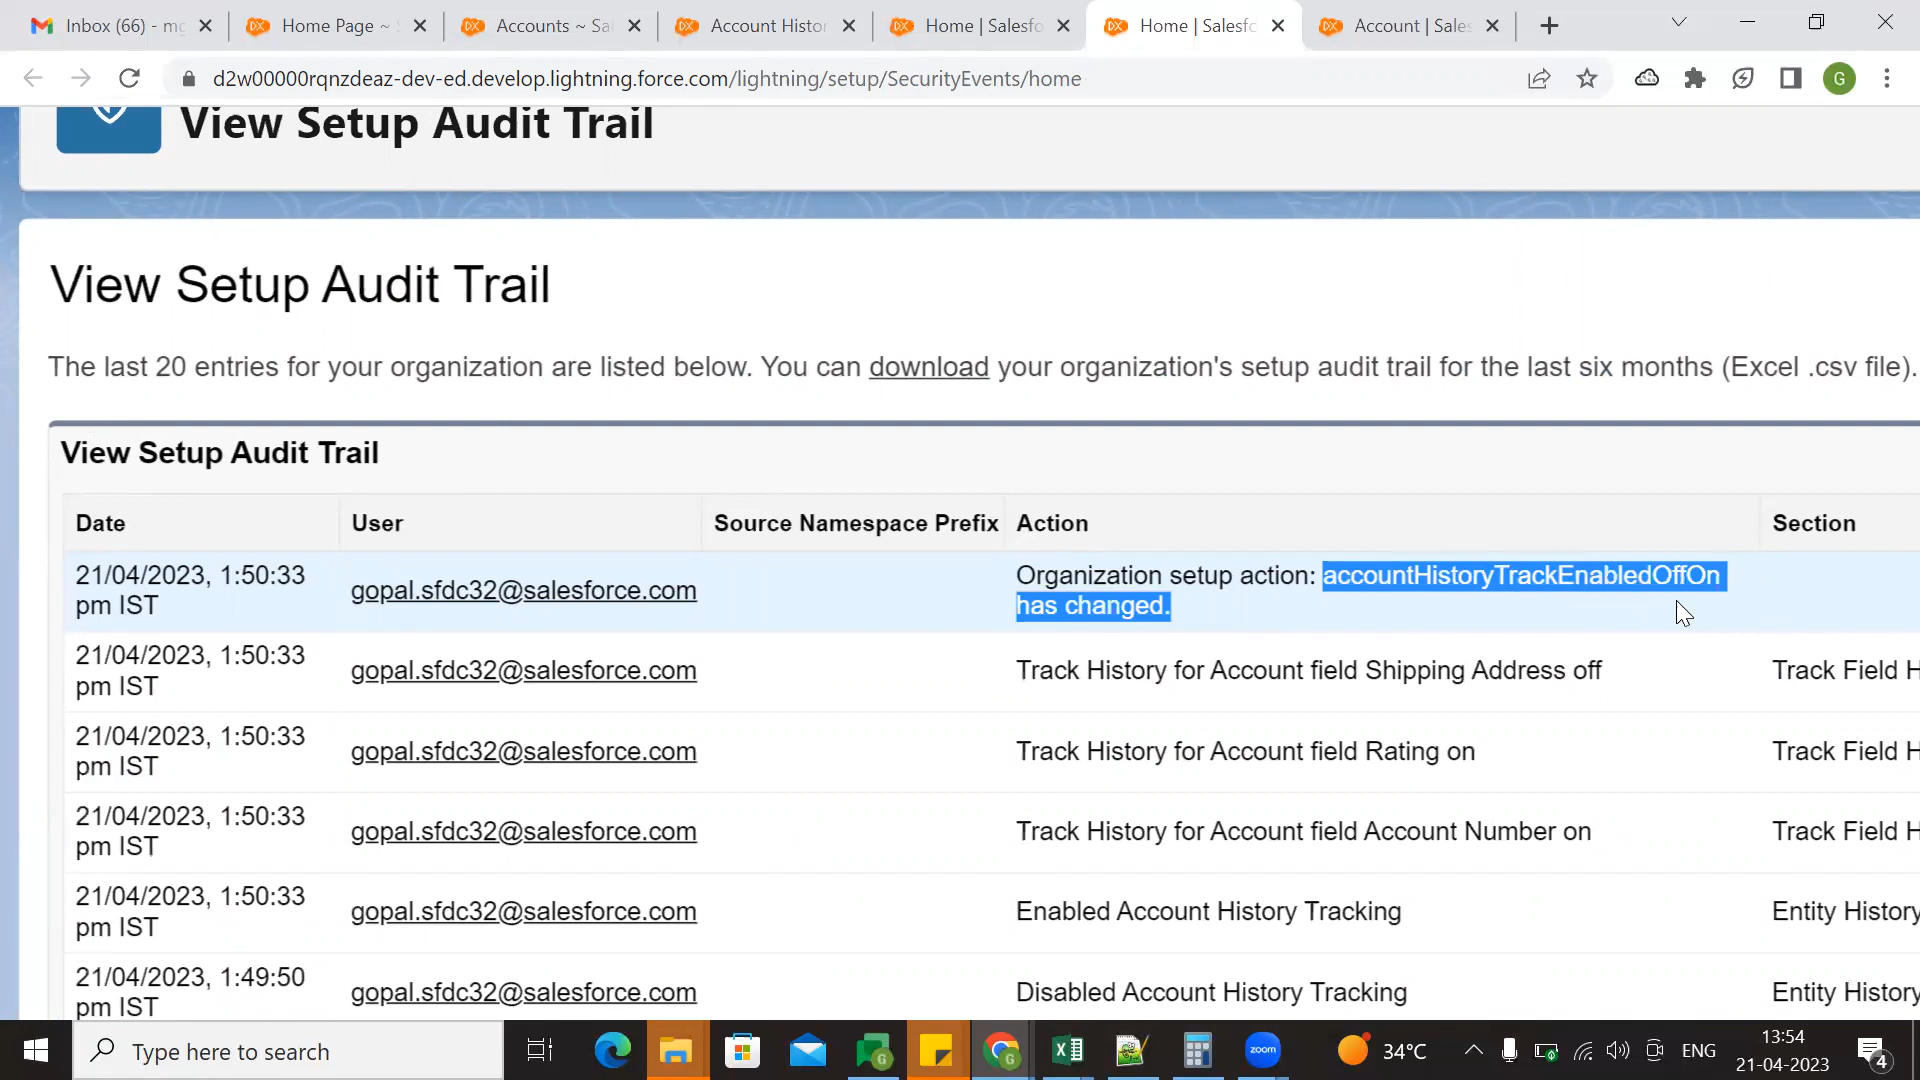 Inbox (66) - mg
Home Page ~ S
Accounts ~ Sal
Account Histor
Home | Salesfo
Home | Salesfo
Account | Sales
d2w00000rqnzdeaz-dev-ed.develop.lightning.force.com/lightning/setup/SecurityEvents/home
G
View Setup Audit Trail
View Setup Audit Trail
The last 20 entries for your organization are listed below. You can download your organization's setup audit trail for the last six months (Excel .csv file).
View Setup Audit Trail
Date User Source Namespace Prefix Action Section
21/04/2023, 1:50:33 pm IST gopal.sfdc32@salesforce.com Organization setup action: accountHistoryTrackEnabledOffOn has changed.
21/04/2023, 1:50:33 pm IST gopal.sfdc32@salesforce.com Track History for Account field Shipping Address off Track Field H
21/04/2023, 1:50:33 pm IST gopal.sfdc32@salesforce.com Track History for Account field Rating on Track Field H
21/04/2023, 1:50:33 pm IST gopal.sfdc32@salesforce.com Track History for Account field Account Number on Track Field H
21/04/2023, 1:50:33 pm IST gopal.sfdc32@salesforce.com Enabled Account History Tracking Entity History
21/04/2023, 1:49:50 pm IST gopal.sfdc32@salesforce.com Disabled Account History Tracking Entity History
Type here to search
zoom
34°C
ENG
13:54
21-04-2023
4